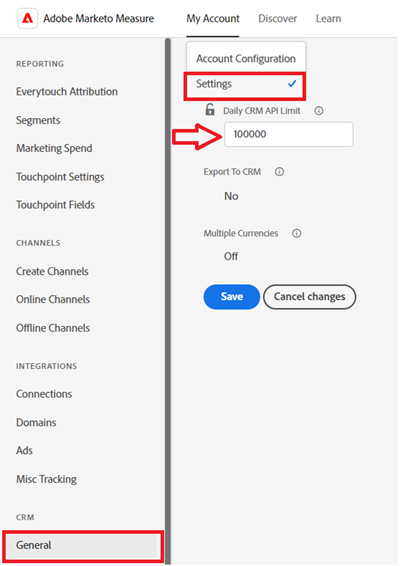 Adobe Marketo Measure
My Account
Discover
Learn
REPORTING
Everytouch Attribution
Segments
Marketing Spend
Touchpoint Settings
Touchpoint Fields
CHANNELS
Create Channels
Online Channels
Offline Channels
INTEGRATIONS
Connections
Domains
Ads
Misc Tracking
CRM
General
Account Configuration
Settings
Daily CRM API Limit
100000
Export To CRM
No
Multiple Currencies
Off
Save
Cancel changes